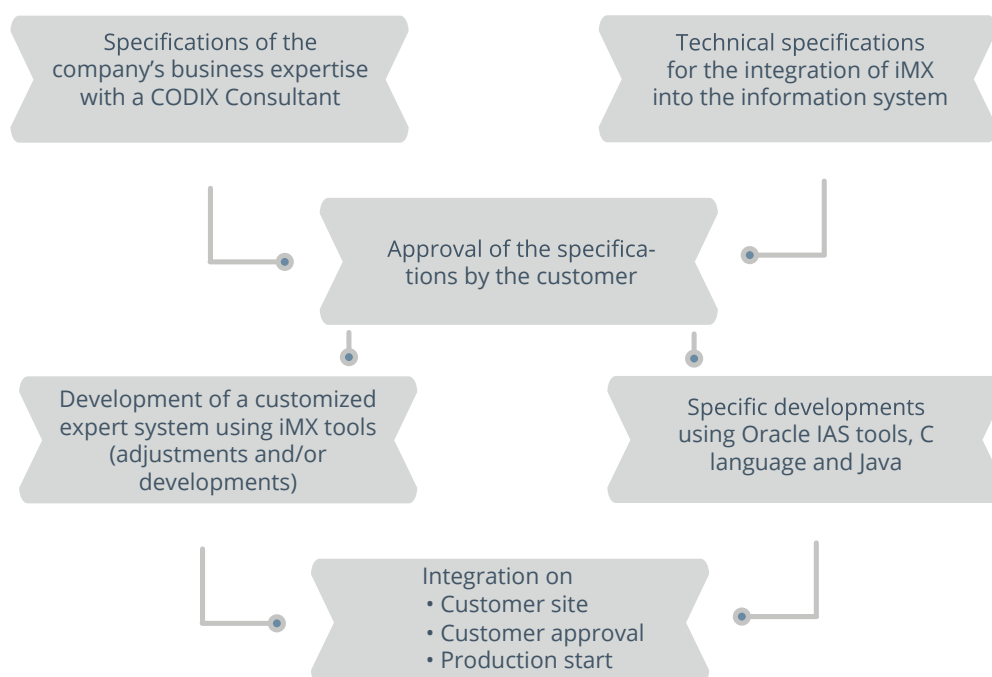 Specifications of the
company's business expertise
with a CODIX Consultant
Technical specifications
for the integration of iMX
into the information system
Approval of the specifica-
tions by the customer
Development of a customized
expert system using iMX tools
(adjustments and/or
developments)
Specific developments
using Oracle IAS tools, C
language and Java
Integration on
• Customer site
• Customer approval
• Production start